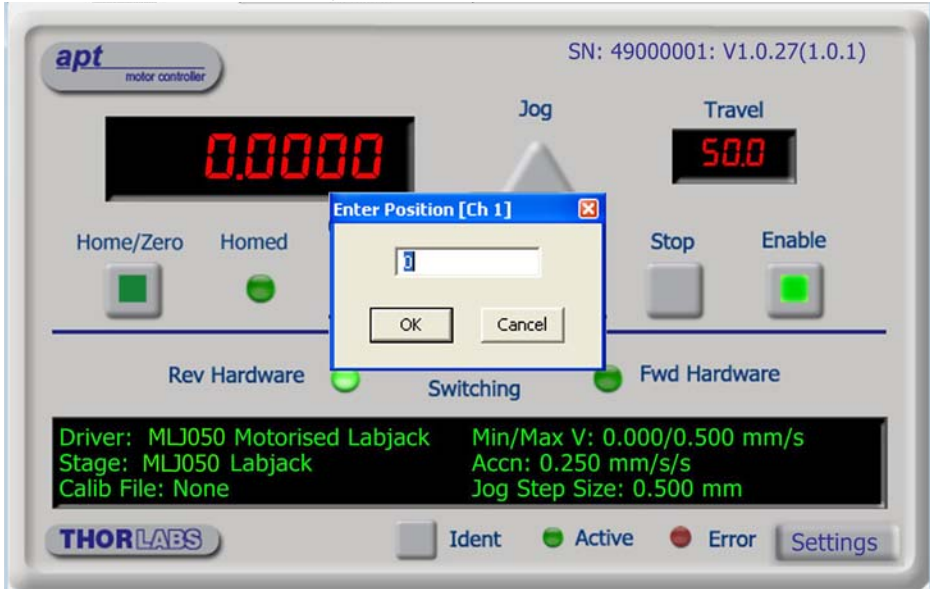 apt
motor controller
SN: 49000001: V1.0.27(1.0.1)
Jog
Travel
0.0000
50.0
Enter Position [Ch 1]
Home/Zero
Homed
0
Stop
Enable
OK
Cancel
Rev Hardware
Switching
Fwd Hardware
Driver: MLJ050 Motorised Labjack
Min/Max V: 0.000/0.500 mm/s
Stage: MLJ050 Labjack
Accn: 0.250 mm/s/s
Calib File: None
Jog Step Size: 0.500 mm
THORLABS
Ident
Active
Error
Settings